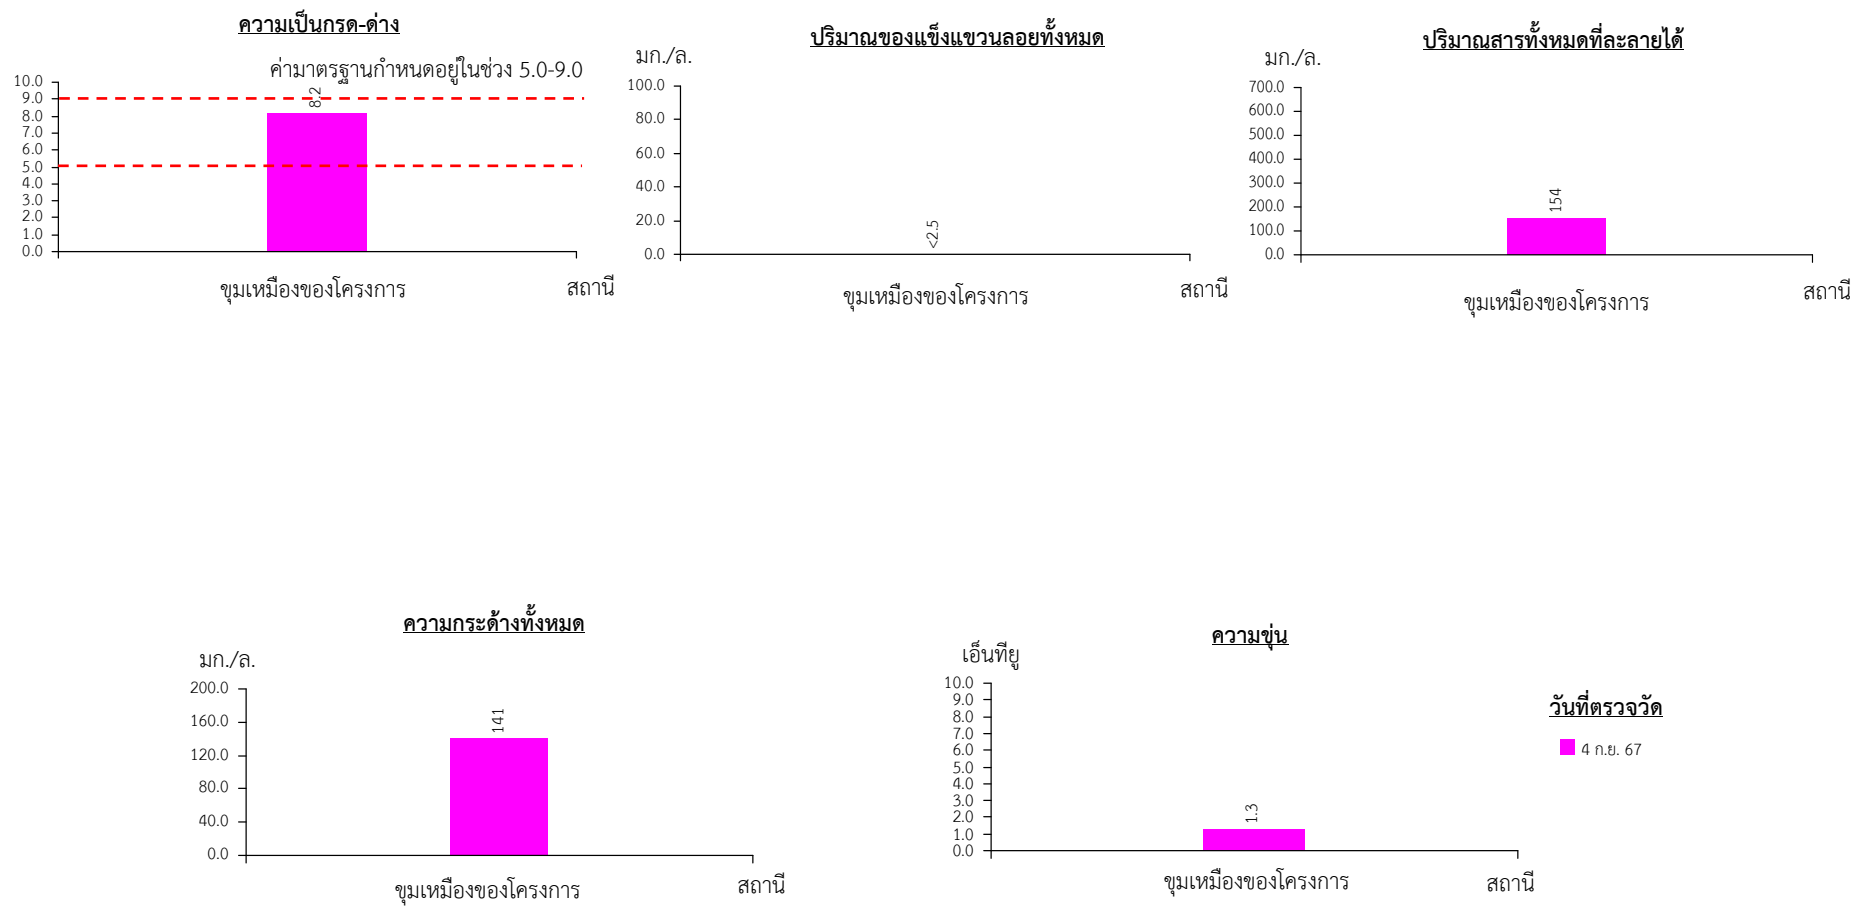 ความเป็นกรด-ด่าง
ค่ามาตรฐานกำหนดอยู่ในช่วง 5.0-9.0
10.0
9.0
8.0
7.0
6.0
5.0
4.0
3.0
2.0
1.0
0.0
8.2
ขุมเหมืองของโครงการ
สถานี
ปริมาณของแข็งแขวนลอยทั้งหมด
มก./ล.
100.0
80.0
60.0
40.0
20.0
0.0
<2.5
ขุมเหมืองของโครงการ
สถานี
ปริมาณสารทั้งหมดที่ละลายได้
มก./ล.
700.0
600.0
500.0
400.0
300.0
200.0
100.0
0.0
154
ขุมเหมืองของโครงการ
สถานี
ความกระด้างทั้งหมด
มก./ล.
200.0
160.0
120.0
80.0
40.0
0.0
141
ขุมเหมืองของโครงการ
สถานี
ความขุ่น
เอ็นทียู
10.0
9.0
8.0
7.0
6.0
5.0
4.0
3.0
2.0
1.0
0.0
1.3
ขุมเหมืองของโครงการ
สถานี
วันที่ตรวจวัด
4 ก.ย. 67